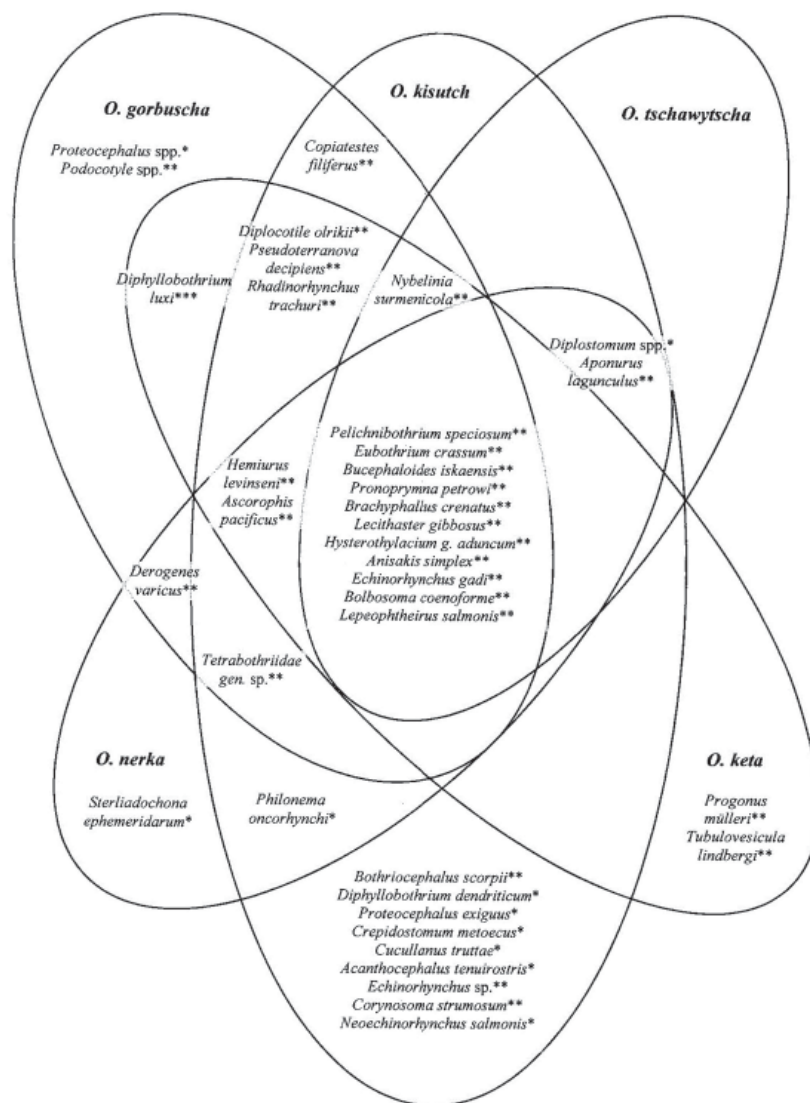 O. gorbuscha
O. kisutch
O. tschawytscha
Proteocephalus spp.*
Podocotyle spp.**
Copiatestes
filiferus**
Diplocotile olrikii**
Pseudoterranova
decipiens**
Rhadinorhynchus
trachuri**
Diphyllobothrium
luxi***
Nybelinia
surmenicola**
Diplostomum spp.*
Aponurus
lagunculus**
Pelichnibothrium speciosum**
Eubothrium crassum**
Bucephaloides iskaensis**
Pronoprymna petrowi**
Brachyphallus crenatus**
Lecithaster gibbosus**
Hysterothylacium g. aduncum**
Anisakis simplex**
Echinorhynchus gadi**
Bolbosoma coenoforme**
Lepeophtheirus salmonis**
Hemiurus
levinseni**
Ascorophis
pacificus**
Derogenes
varicus**
Tetrabothriidae
gen. sp.**
O. nerka
O. keta
Sterliadochona
ephemeridarum*
Philonema
oncorhynchi*
Progonus
mülleri**
Tubulovesicula
lindbergi**
Bothriocephalus scorpii**
Diphyllobothrium dendriticum*
Proteocephalus exiguus*
Crepidostomum metoecus*
Cucullanus truttae*
Acanthocephalus tenuirostris*
Echinorhynchus sp.**
Corynosoma strumosum**
Neoechinorhynchus salmonis*